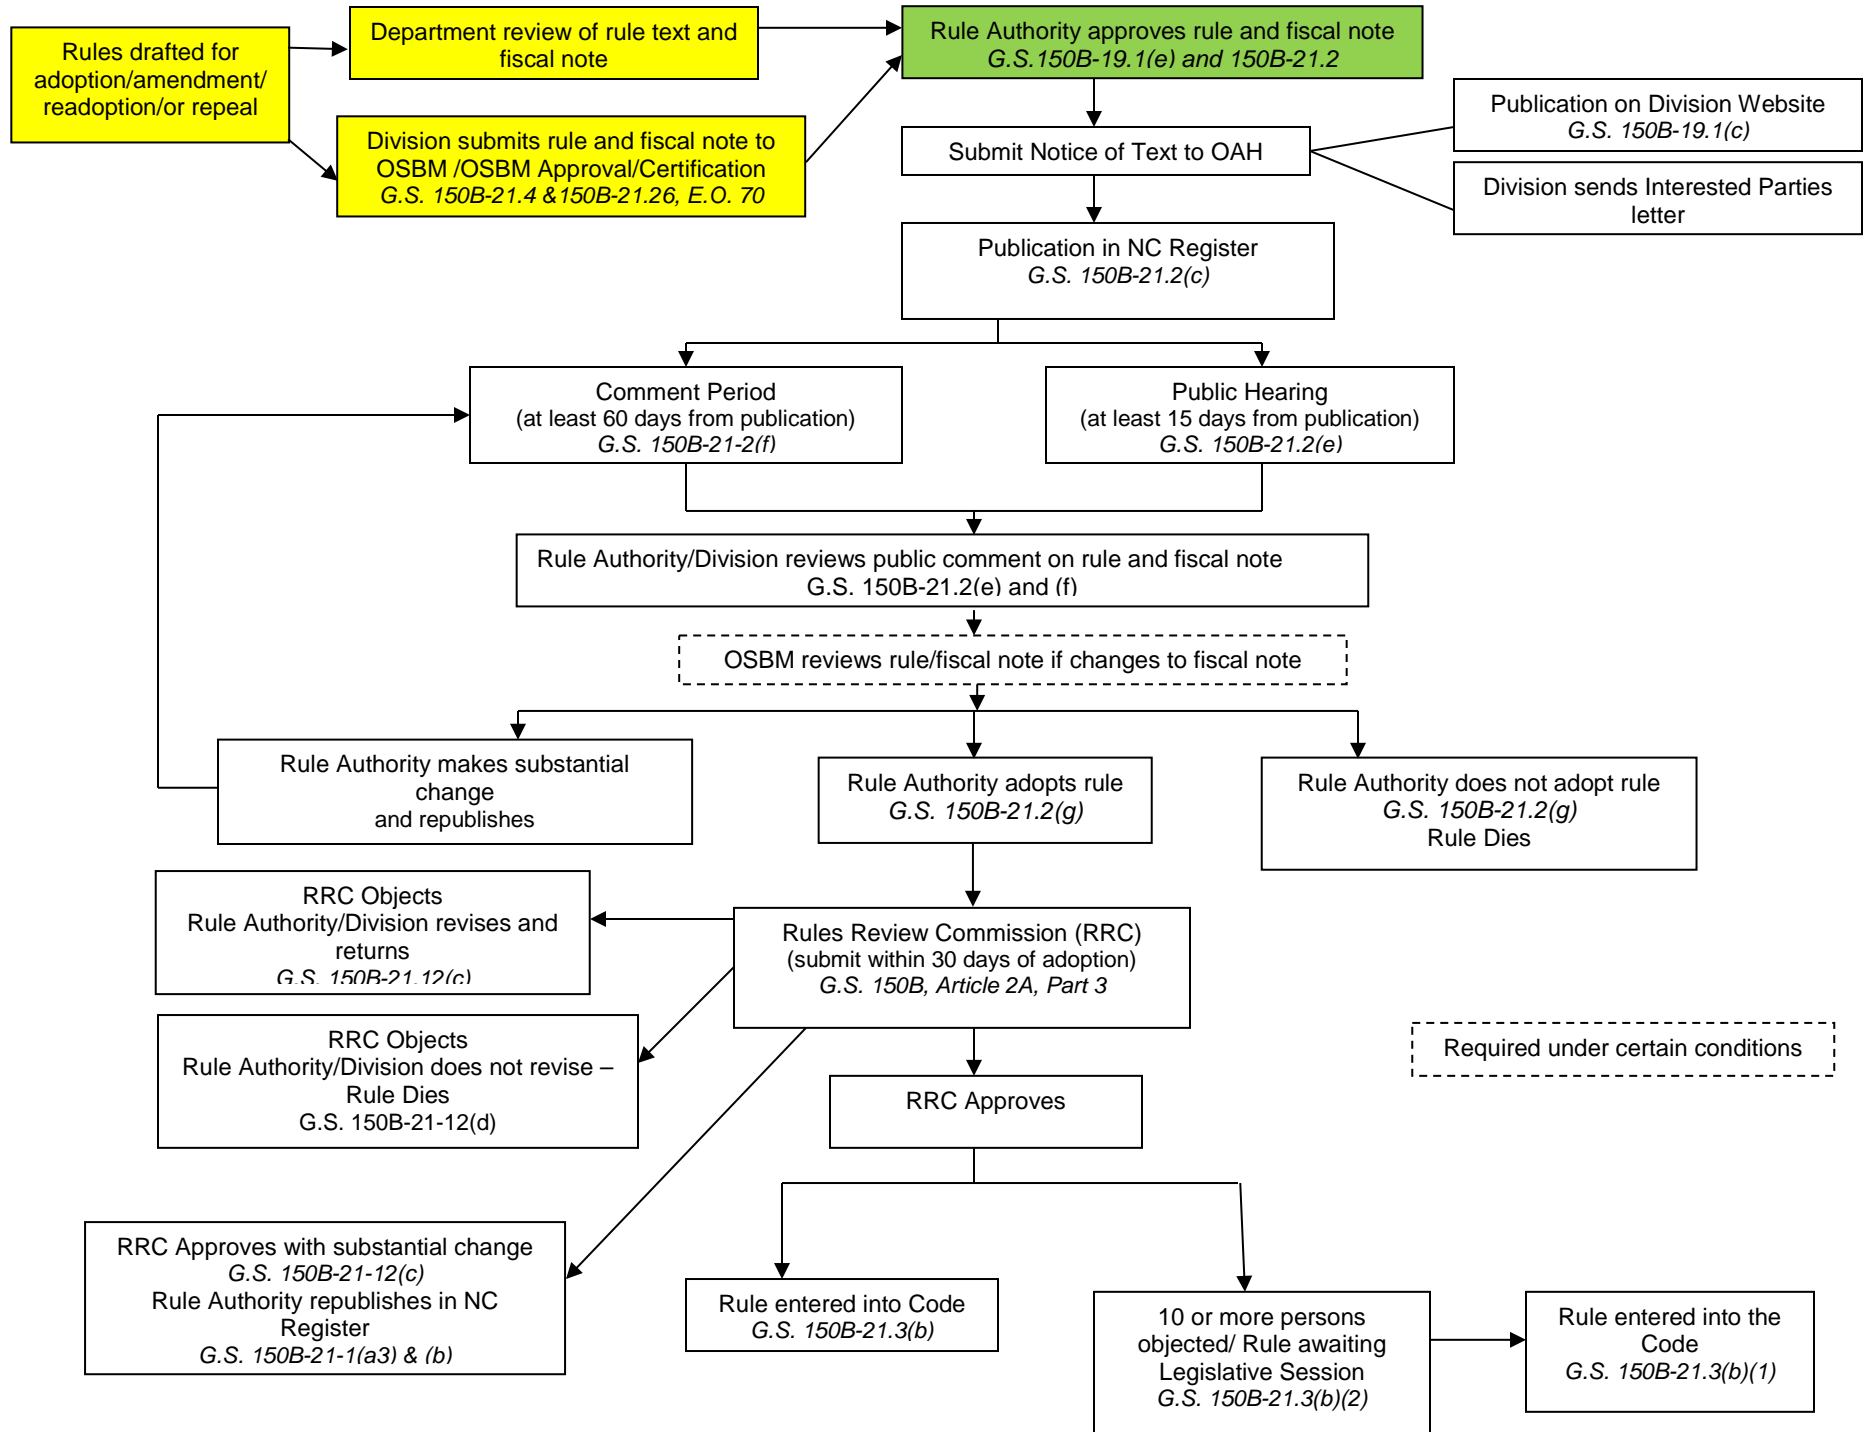 Rules drafted for
adoption/amendment/
readoption/or repeal
Department review of rule text and
fiscal note
Division submits rule and fiscal note to
OSBM /OSBM Approval/Certification
G.S. 150B-21.4 &150B-21.26, E.O. 70
Rule Authority approves rule and fiscal note
G.S.150B-19.1(e) and 150B-21.2
Submit Notice of Text to OAH
Publication on Division Website
G.S. 150B-19.1(c)
Division sends Interested Parties
letter
Publication in NC Register
G.S. 150B-21.2(c)
Comment Period
(at least 60 days from publication)
G.S. 150B-21-2(f)
Public Hearing
(at least 15 days from publication)
G.S. 150B-21.2(e)
Rule Authority/Division reviews public comment on rule and fiscal note
G.S. 150B-21.2(e) and (f)
OSBM reviews rule/fiscal note if changes to fiscal note
Rule Authority makes substantial
change
and republishes
Rule Authority adopts rule
G.S. 150B-21.2(g)
Rule Authority does not adopt rule
G.S. 150B-21.2(g)
Rule Dies
RRC Objects
Rule Authority/Division revises and
returns
G.S. 150B-21.12(c)
Rules Review Commission (RRC)
(submit within 30 days of adoption)
G.S. 150B, Article 2A, Part 3
RRC Objects
Rule Authority/Division does not revise –
Rule Dies
G.S. 150B-21-12(d)
Required under certain conditions
RRC Approves
RRC Approves with substantial change
G.S. 150B-21-12(c)
Rule Authority republishes in NC
Register
G.S. 150B-21-1(a3) & (b)
Rule entered into Code
G.S. 150B-21.3(b)
10 or more persons
objected/ Rule awaiting
Legislative Session
G.S. 150B-21.3(b)(2)
Rule entered into the
Code
G.S. 150B-21.3(b)(1)